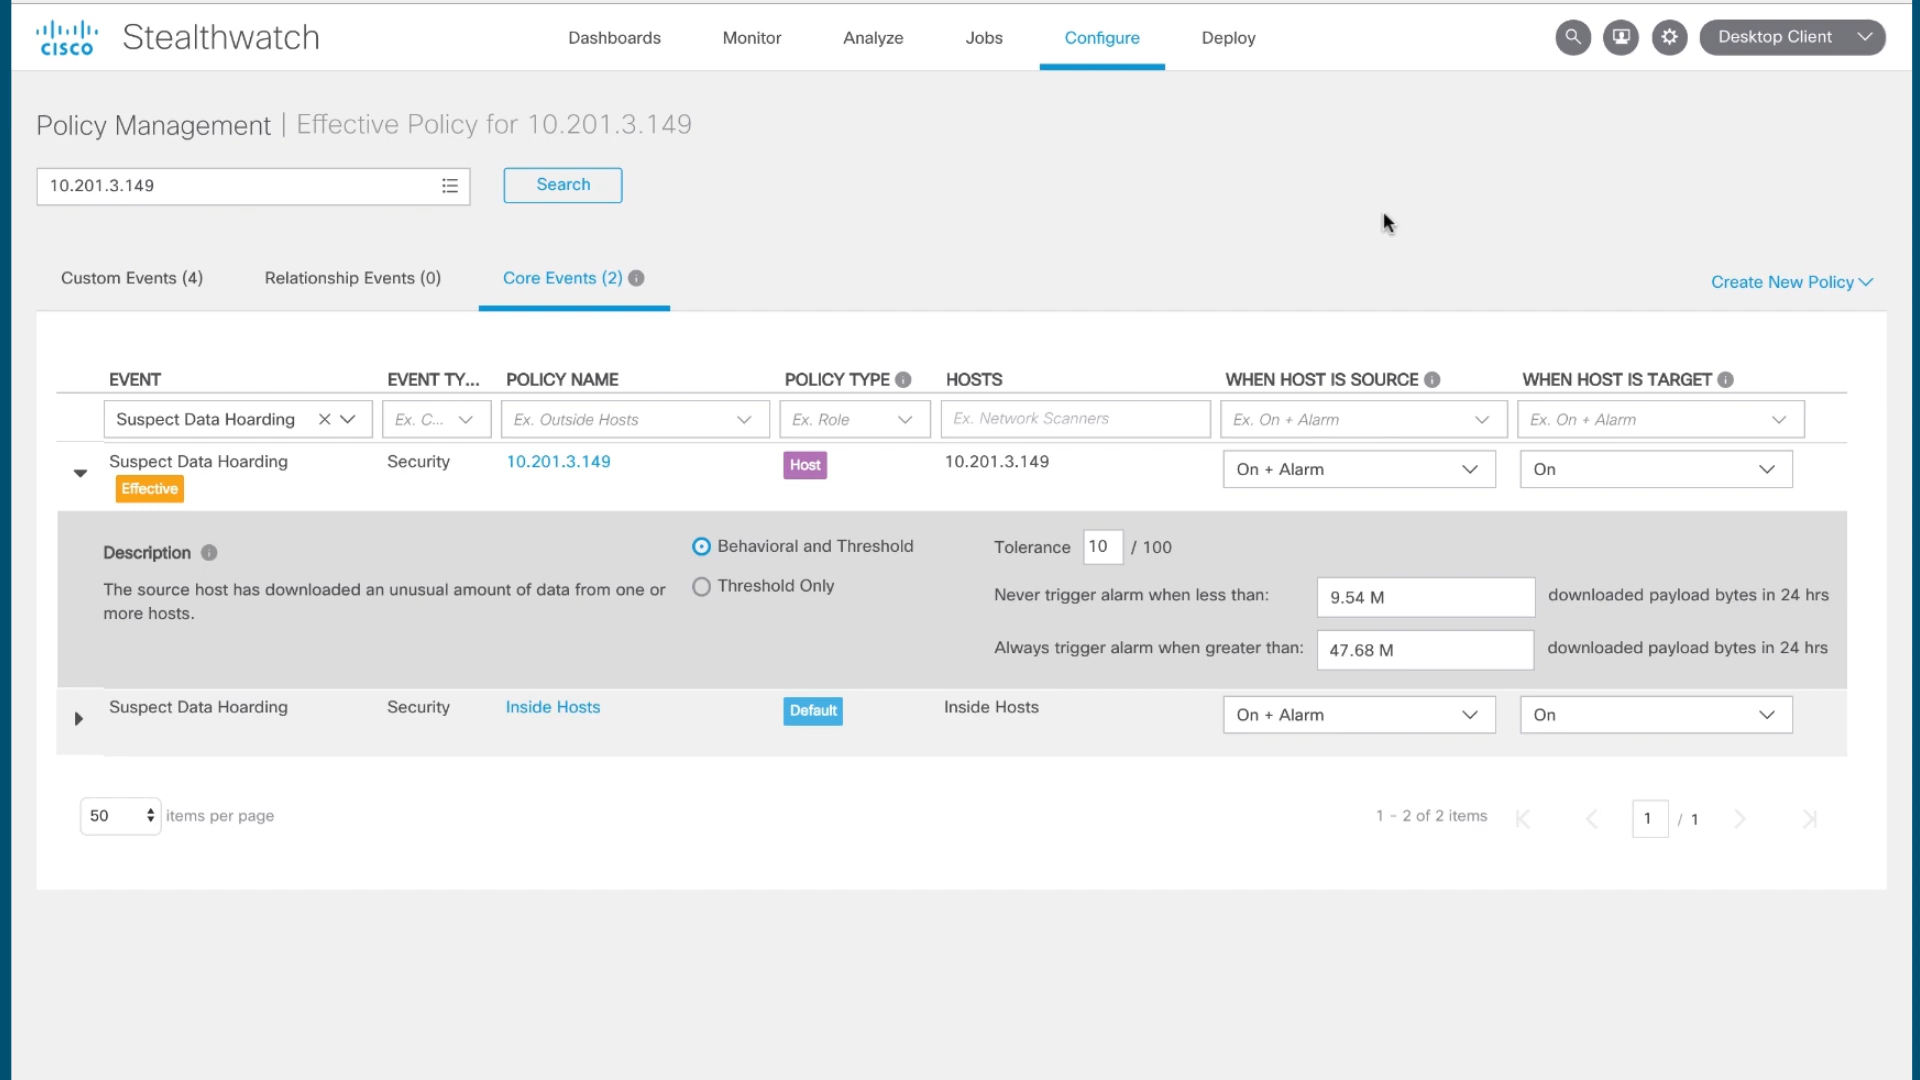 CISCO Stealthwatch Dashboards Monitor Analyze Jobs Configure Deploy Desktop Client
Policy Management | Effective Policy for 10.201.3.149
10.201.3.149 Search
Custom Events (4) Relationship Events (0) Core Events (2) Create New Policy
EVENT EVENT TY... POLICY NAME POLICY TYPE HOSTS WHEN HOST IS SOURCE WHEN HOST IS TARGET
Suspect Data Hoarding Ex. C... Ex. Outside Hosts Ex. Role Ex. Network Scanners Ex. On + Alarm Ex. On + Alarm
Suspect Data Hoarding Security 10.201.3.149 Host 10.201.3.149 On + Alarm On
Effective
Description Behavioral and Threshold Tolerance 10 / 100
The source host has downloaded an unusual amount of data from one or Threshold Only Never trigger alarm when less than: 9.54 M downloaded payload bytes in 24 hrs
more hosts.
Always trigger alarm when greater than: 47.68 M downloaded payload bytes in 24 hrs
Suspect Data Hoarding Security Inside Hosts Default Inside Hosts On + Alarm On
50 items per page 1 - 2 of 2 items 1 / 1